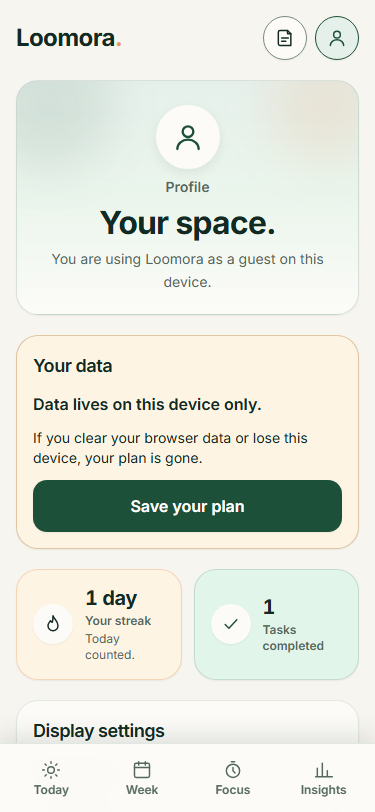 Loomora.
Profile
Your space.
You are using Loomora as a guest on this
device.
Your data
Data lives on this device only.
If you clear your browser data or lose this
device, your plan is gone.
Save your plan
1 day
Your streak
Today
counted.
1
Tasks
completed
Display settings
Today
Week
Focus
Insights